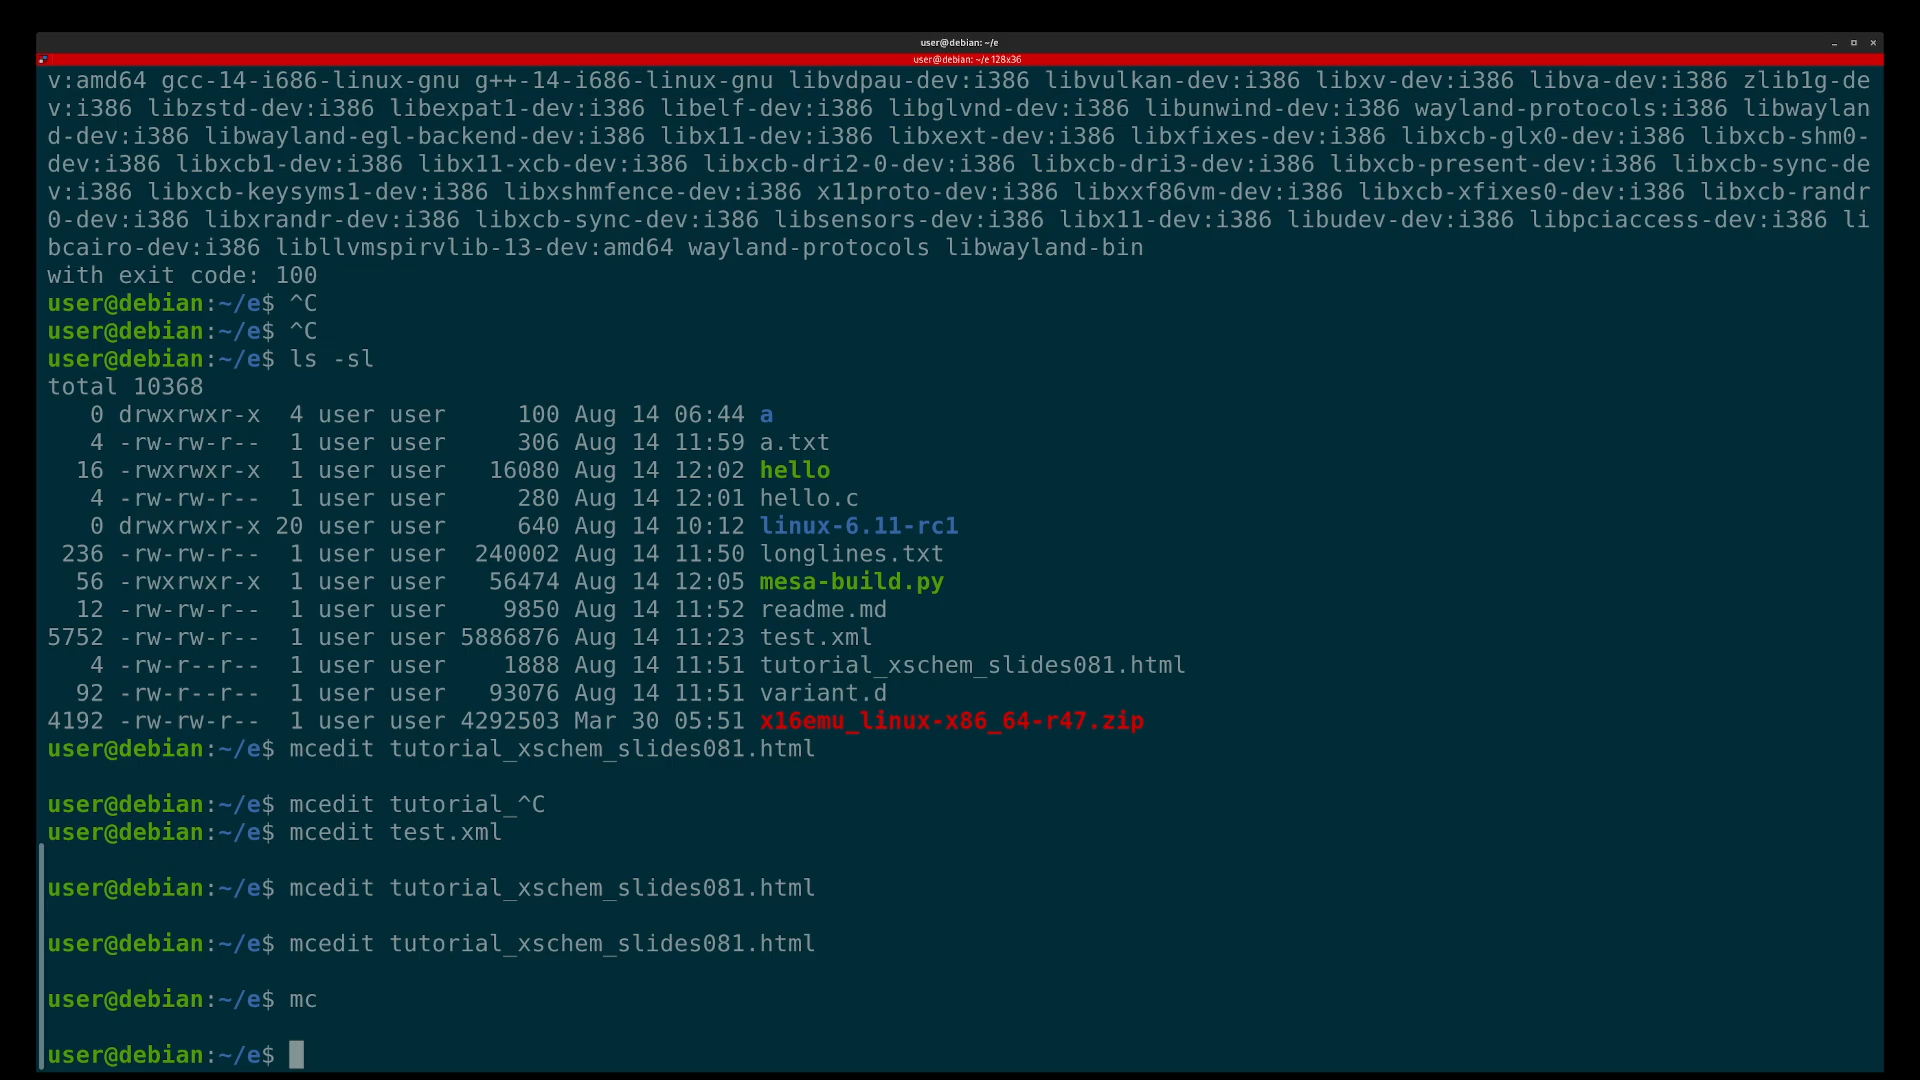 user@debian: ~/e
user@debian: ~/e 128x36
v:amd64 gcc-14-i686-linux-gnu g++-14-i686-linux-gnu libvdpau-dev:i386 libvulkan-dev:i386 libxv-dev:i386 libva-dev:i386 zlib1g-de
v:i386 libzstd-dev:i386 libexpat1-dev:i386 libelf-dev:i386 libglvnd-dev:i386 libunwind-dev:i386 wayland-protocols:i386 libwaylan
d-dev:i386 libwayland-egl-backend-dev:i386 libx11-dev:i386 libxext-dev:i386 libxfixes-dev:i386 libxcb-glx0-dev:i386 libxcb-shm0-
dev:i386 libxcb1-dev:i386 libx11-xcb-dev:i386 libxcb-dri2-0-dev:i386 libxcb-dri3-dev:i386 libxcb-present-dev:i386 libxcb-sync-de
v:i386 libxcb-keysyms1-dev:i386 libxshmfence-dev:i386 x11proto-dev:i386 libxxf86vm-dev:i386 libxcb-xfixes0-dev:i386 libxcb-randr
0-dev:i386 libxrandr-dev:i386 libxcb-sync-dev:i386 libsensors-dev:i386 libx11-dev:i386 libudev-dev:i386 libpciaccess-dev:i386 li
bcairo-dev:i386 libllvmspirvlib-13-dev:amd64 wayland-protocols libwayland-bin
with exit code: 100
user@debian:~/e$ ^C
user@debian:~/e$ ^C
user@debian:~/e$ ls -sl
total 10368
   0 drwxrwxr-x  4 user user     100 Aug 14 06:44 a
   4 -rw-rw-r--  1 user user     306 Aug 14 11:59 a.txt
  16 -rwxrwxr-x  1 user user   16080 Aug 14 12:02 hello
   4 -rw-rw-r--  1 user user     280 Aug 14 12:01 hello.c
   0 drwxrwxr-x 20 user user     640 Aug 14 10:12 linux-6.11-rc1
 236 -rw-rw-r--  1 user user  240002 Aug 14 11:50 longlines.txt
  56 -rwxrwxr-x  1 user user   56474 Aug 14 12:05 mesa-build.py
  12 -rw-rw-r--  1 user user    9850 Aug 14 11:52 readme.md
5752 -rw-rw-r--  1 user user 5886876 Aug 14 11:23 test.xml
   4 -rw-r--r--  1 user user    1888 Aug 14 11:51 tutorial_xschem_slides081.html
  92 -rw-r--r--  1 user user   93076 Aug 14 11:51 variant.d
4192 -rw-rw-r--  1 user user 4292503 Mar 30 05:51 x16emu_linux-x86_64-r47.zip
user@debian:~/e$ mcedit tutorial_xschem_slides081.html
user@debian:~/e$ mcedit tutorial_^C
user@debian:~/e$ mcedit test.xml
user@debian:~/e$ mcedit tutorial_xschem_slides081.html
user@debian:~/e$ mcedit tutorial_xschem_slides081.html
user@debian:~/e$ mc
user@debian:~/e$